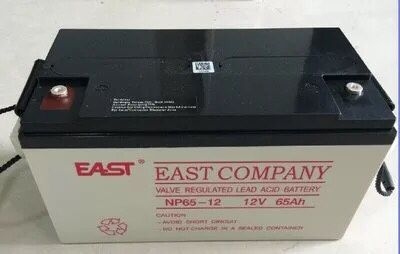 EAST
EAST COMPANY
VALVE REGULATED LEAD ACID BATTERY
NP65-12 12V 65Ah
CAUTION
- AVOID SHORT CIRCUIT
- DO NOT CHARGE IN A SEALED CONTAINER